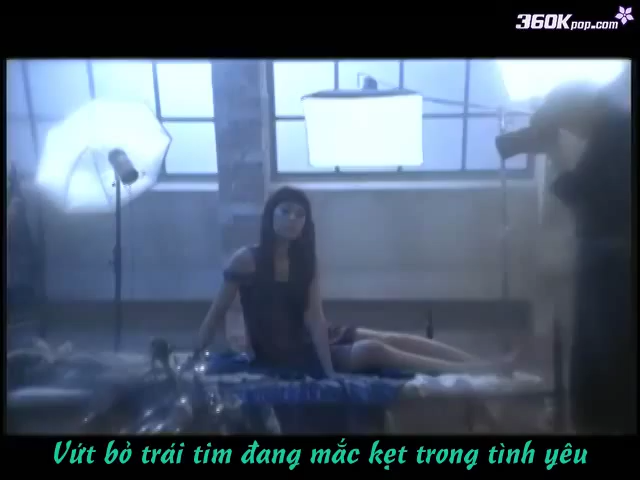 360Kpop.com
Vứt bỏ trái tim đang mắc kẹt trong tình yêu